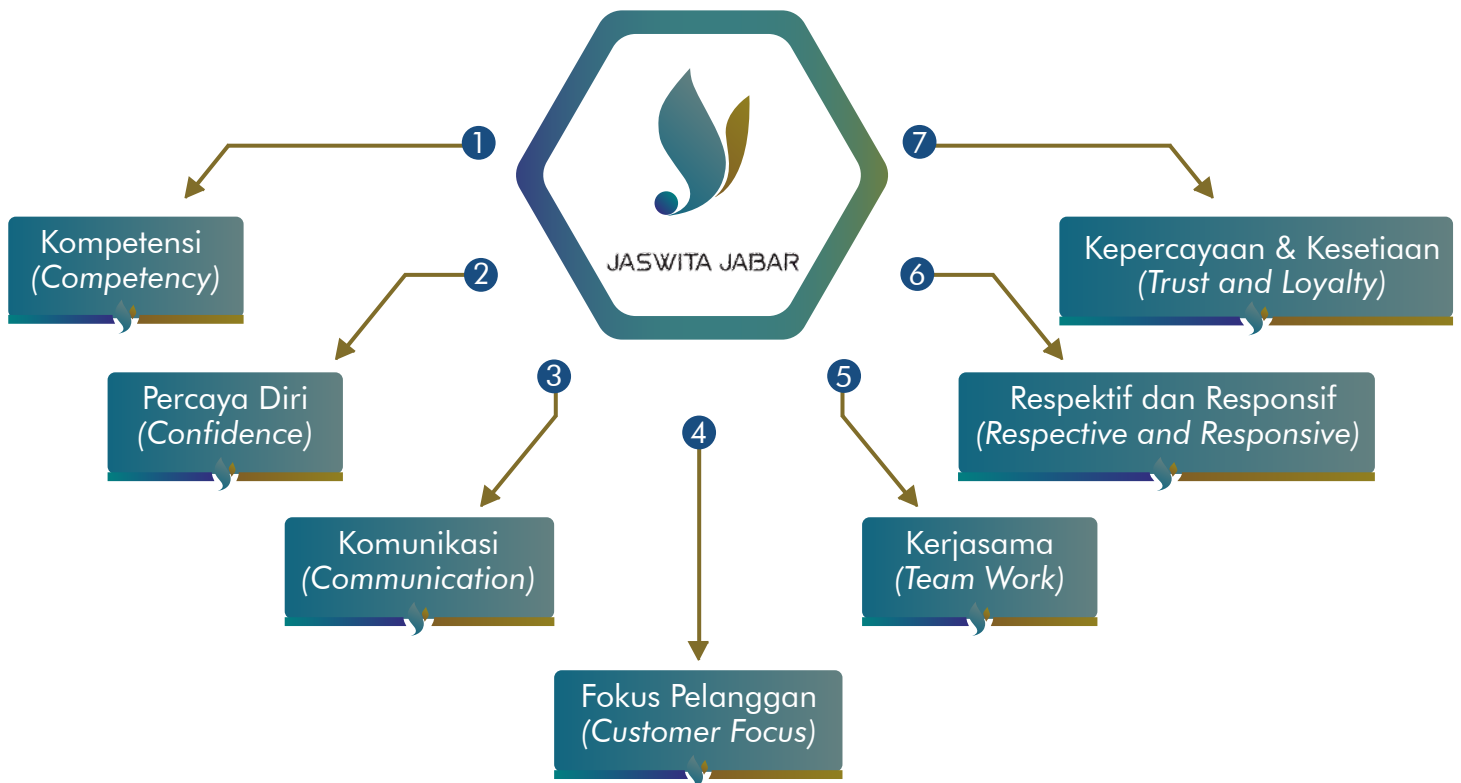 JASWITA JABAR
1
Kompetensi
(Competency)
2
Percaya Diri
(Confidence)
3
Komunikasi
(Communication)
4
Fokus Pelanggan
(Customer Focus)
5
Kerjasama
(Team Work)
6
Respektif dan Responsif
(Respective and Responsive)
7
Kepercayaan & Kesetiaan
(Trust and Loyalty)